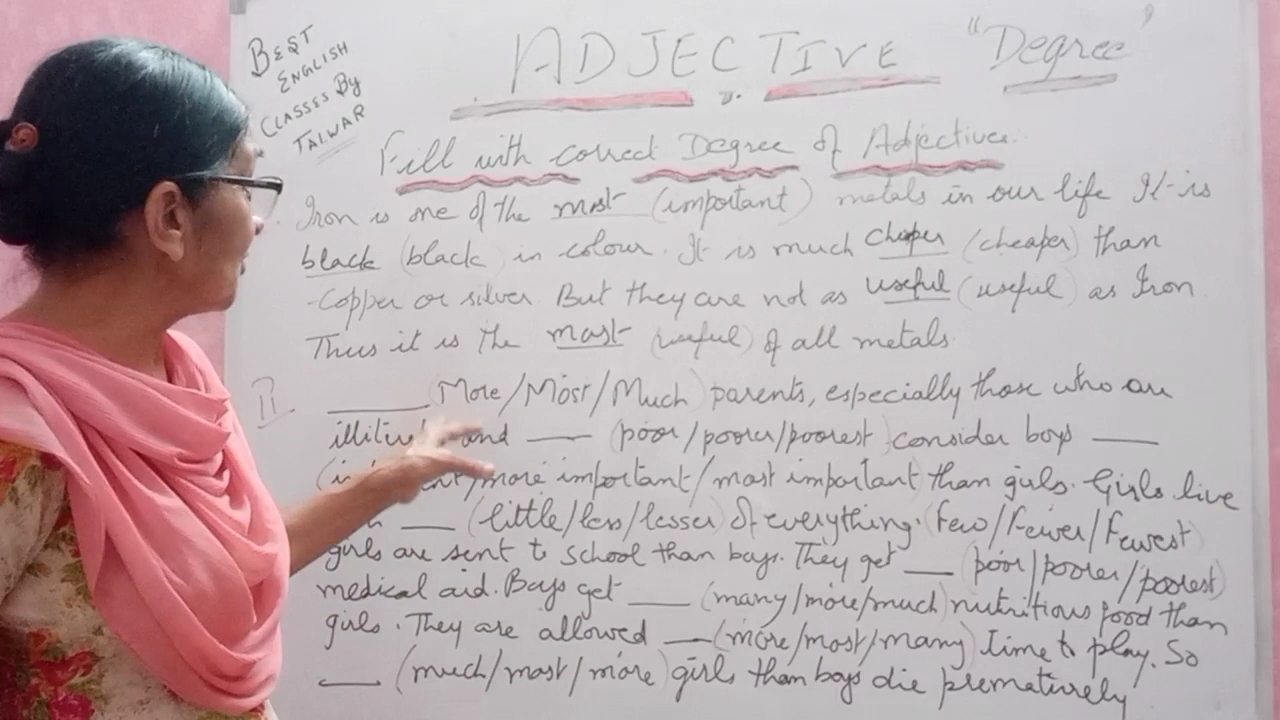 BEST
ENGLISH
CLASSES By
TALWAR
ADJECTIVE "Degree"
Fill with correct Degree of Adjectives.
Iron is one of the most (important) metals in our life It is
black (black) in colour. It is much cheaper (cheaper) than
Copper or silver. But they are not as useful (useful) as Iron
Thus it is the most (useful) of all metals.
II ____ (More/Most/Much) parents, especially those who are
and ____ (poor/poorer/poorest) consider boys ____
more important/most important) than girls. Girls live
____ (little/less/lesser) of everything. (Few/Fewer/Fewest)
girls are sent to School than boys. They get ____ (poor/poorer/poorest)
medical aid. Boys get ____ (many/more/much) nutritious food than
girls. They are allowed ____ (more/most/many) time to play. So
____ (much/most/more) girls than boys die prematurely